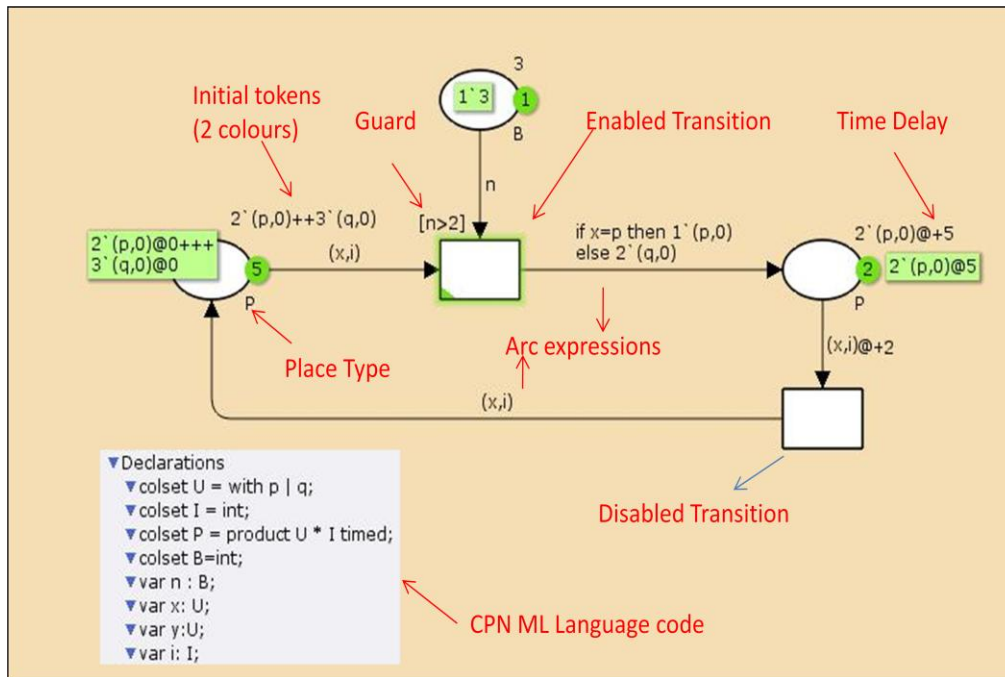 3
1`3
1
B
Initial tokens
(2 colours)
Guard
Enabled Transition
Time Delay
n
2`(p,0)++3`(q,0)
[n>2]
if x=p then 1`(p,0)
else 2`(q,0)
2`(p,0)@+5
2`(p,0)@0+++
3`(q,0)@0
5
(x,i)
2
2`(p,0)@5
P
P
Place Type
Arc expressions
(x,i)@+2
(x,i)
Disabled Transition
Declarations
colset U = with p | q;
colset I = int;
colset P = product U * I timed;
colset B=int;
var n : B;
var x: U;
var y:U;
var i: I;
CPN ML Language code